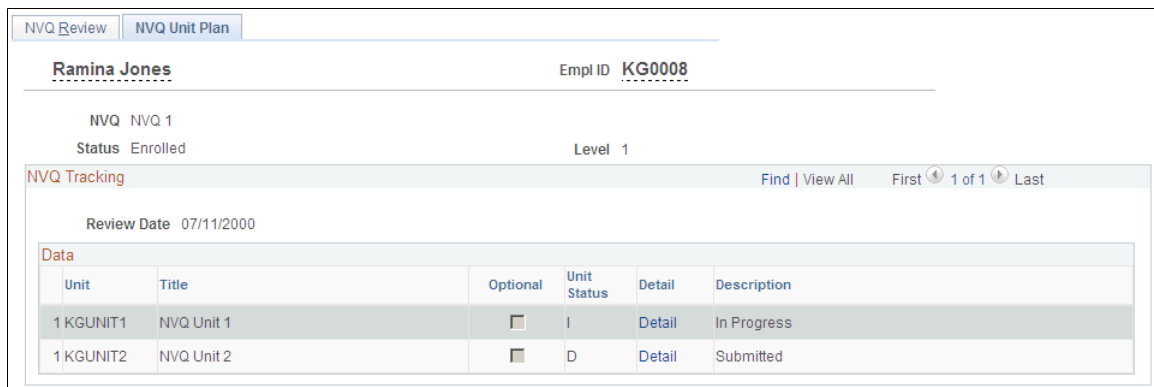 NVQ Review NVQ Unit Plan
Ramina Jones Empl ID KG0008
NVQ NVQ 1
Status Enrolled Level 1
NVQ Tracking Find | View All First 1 of 1 Last
Review Date 07/11/2000
Data
Unit Title Optional Unit Status Detail Description
1 KGUNIT1 NVQ Unit 1 I Detail In Progress
1 KGUNIT2 NVQ Unit 2 D Detail Submitted